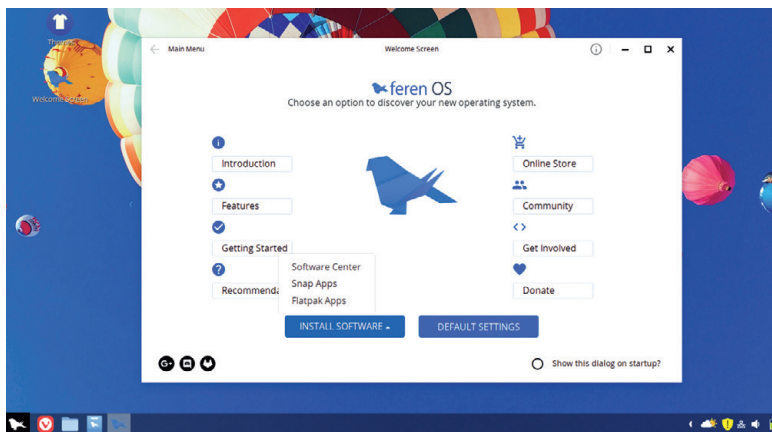 Themes
Welcome Screen
Main Menu
Welcome Screen
feren OS
Choose an option to discover your new operating system.
Introduction
Online Store
Features
Community
Getting Started
Get Involved
Software Center
Snap Apps
Flatpak Apps
Recommenda
Donate
INSTALL SOFTWARE
DEFAULT SETTINGS
G+
Show this dialog on startup?